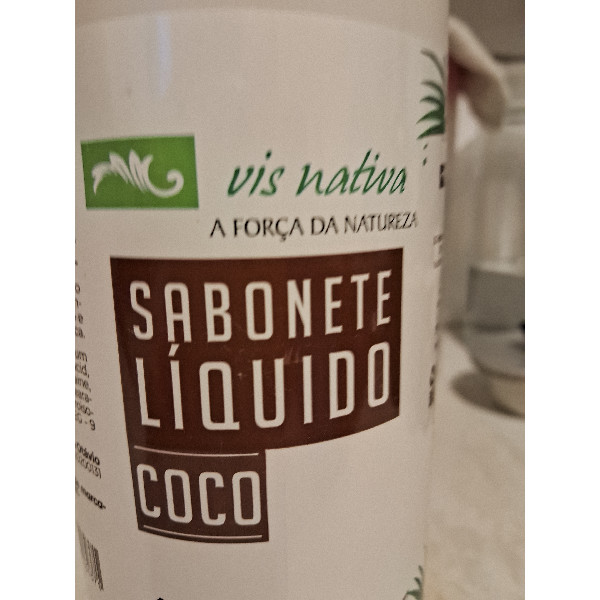 vis nativa
A FORÇA DA NATUREZA
SABONETE
LÍQUIDO
COCO